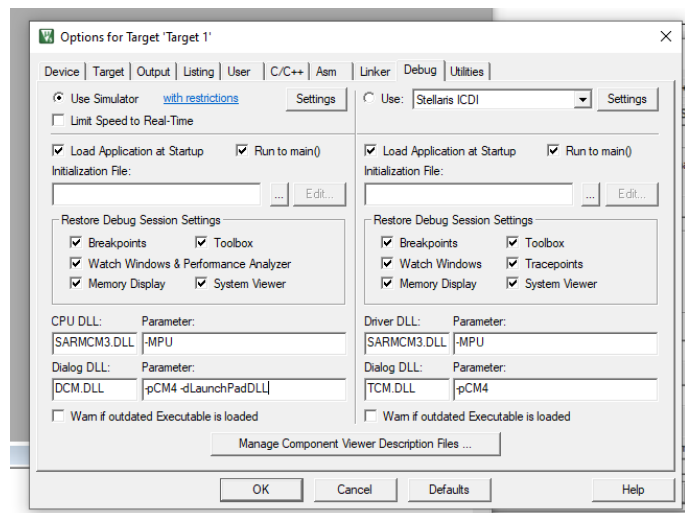 Options for Target 'Target 1'
Device Target Output Listing User C/C++ Asm Linker Debug Utilities
Use Simulator with restrictions Settings
Limit Speed to Real-Time
Load Application at Startup Run to main()
Initialization File:
... Edit...
Restore Debug Session Settings
Breakpoints Toolbox
Watch Windows & Performance Analyzer
Memory Display System Viewer
CPU DLL: Parameter:
SARMCM3.DLL -MPU
Dialog DLL: Parameter:
DCM.DLL -pCM4 -dLaunchPadDLL
Warn if outdated Executable is loaded
Use: Stellaris ICDI Settings
Load Application at Startup Run to main()
Initialization File:
... Edit...
Restore Debug Session Settings
Breakpoints Toolbox
Watch Windows Tracepoints
Memory Display System Viewer
Driver DLL: Parameter:
SARMCM3.DLL -MPU
Dialog DLL: Parameter:
TCM.DLL -pCM4
Warn if outdated Executable is loaded
Manage Component Viewer Description Files ...
OK Cancel Defaults Help